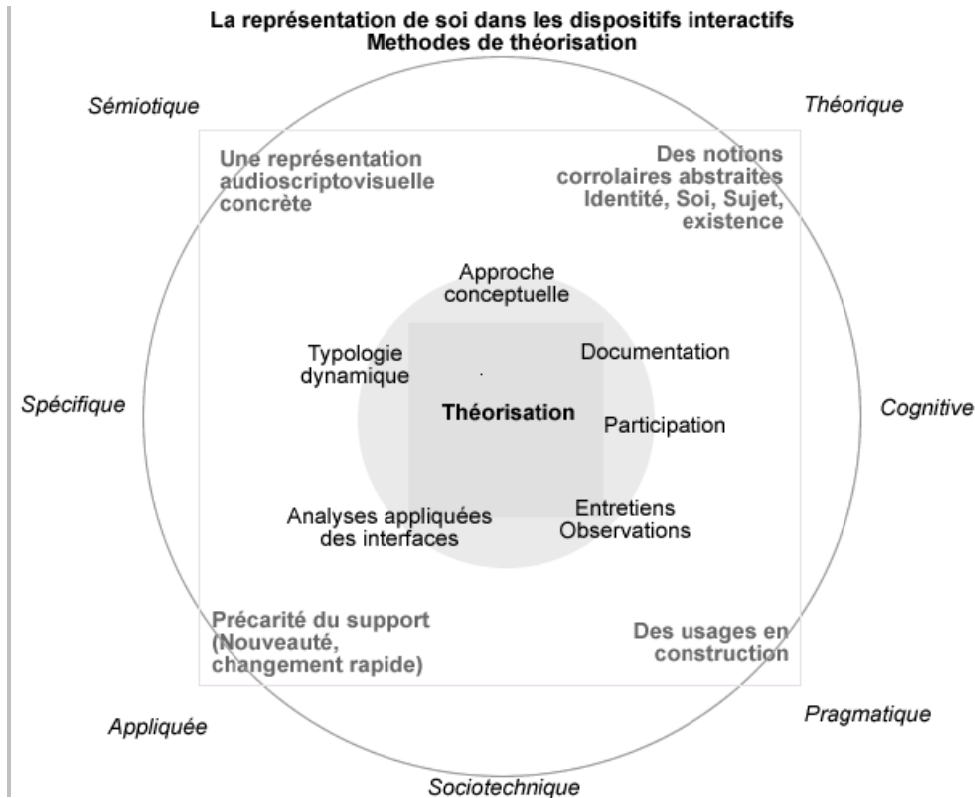 La représentation de soi dans les dispositifs interactifs
Methodes de théorisation
Sémiotique
Théorique
Une représentation
audioscriptovisuelle
concrète
Des notions
corrolaires abstraites
Identité, Soi, Sujet,
existence
Approche
conceptuelle
Typologie
dynamique
Documentation
Spécifique
Théorisation
Participation
Cognitive
Analyses appliquées
des interfaces
Entretiens
Observations
Précarité du support
(Nouveauté,
changement rapide)
Des usages en
construction
Appliquée
Pragmatique
Sociotechnique